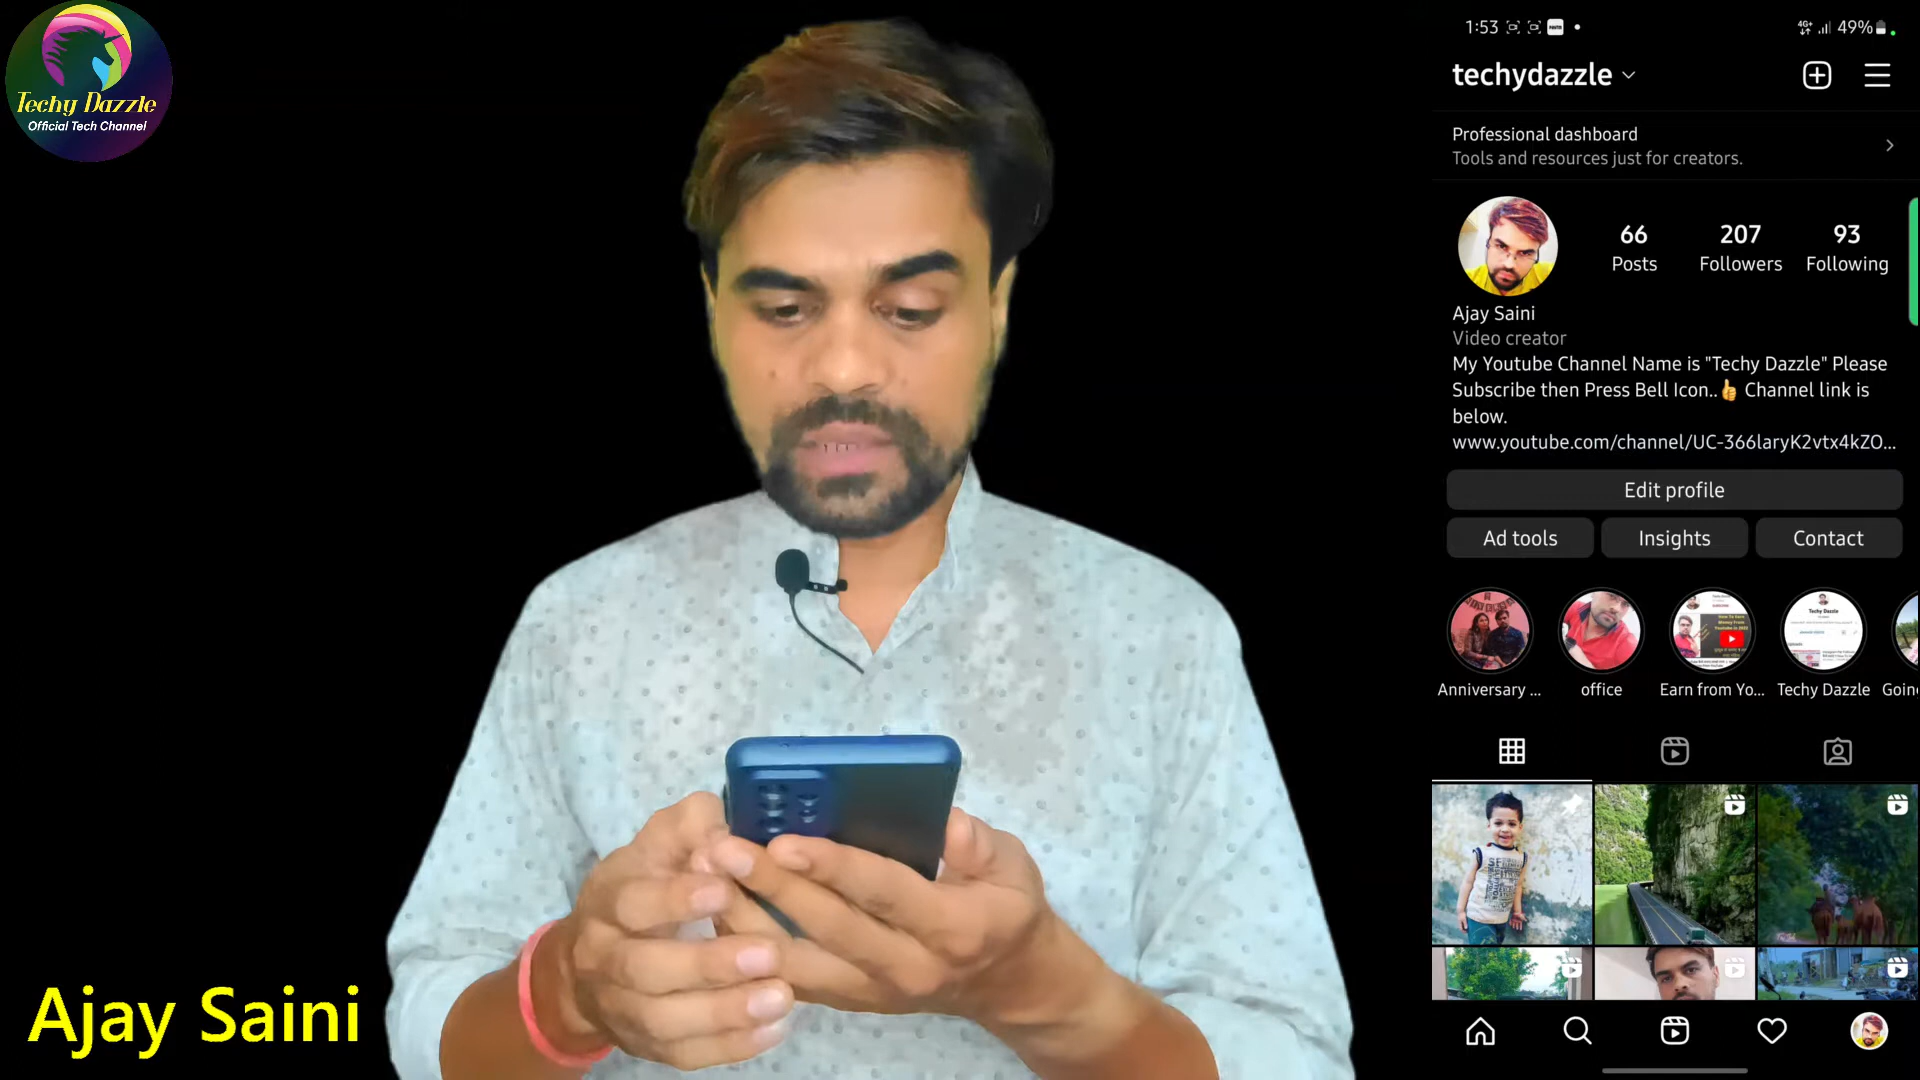 Techy Dazzle
Official Tech Channel
Ajay Saini
1:53
4G+
49%
techydazzle
Professional dashboard
Tools and resources just for creators.
66
207
93
Posts
Followers
Following
Ajay Saini
Video creator
My Youtube Channel Name is "Techy Dazzle" Please
Subscribe then Press Bell Icon..👍 Channel link is
below.
www.youtube.com/channel/UC-366laryK2vtx4kZO...
Edit profile
Ad tools
Insights
Contact
Techy Dazzle
Anniversary ...
office
Earn from Yo...
Techy Dazzle